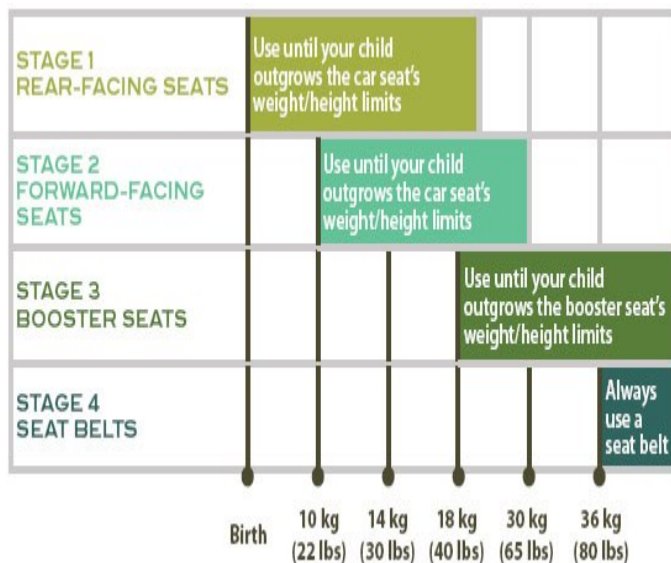 STAGE 1
REAR-FACING SEATS
Use until your child
outgrows the car seat's
weight/height limits
STAGE 2
FORWARD-FACING
SEATS
Use until your child
outgrows the car seat's
weight/height limits
STAGE 3
BOOSTER SEATS
Use until your child
outgrows the booster seat's
weight/height limits
STAGE 4
SEAT BELTS
Always
use a
seat belt
Birth
10 kg
(22 lbs)
14 kg
(30 lbs)
18 kg
(40 lbs)
30 kg
(65 lbs)
36 kg
(80 lbs)